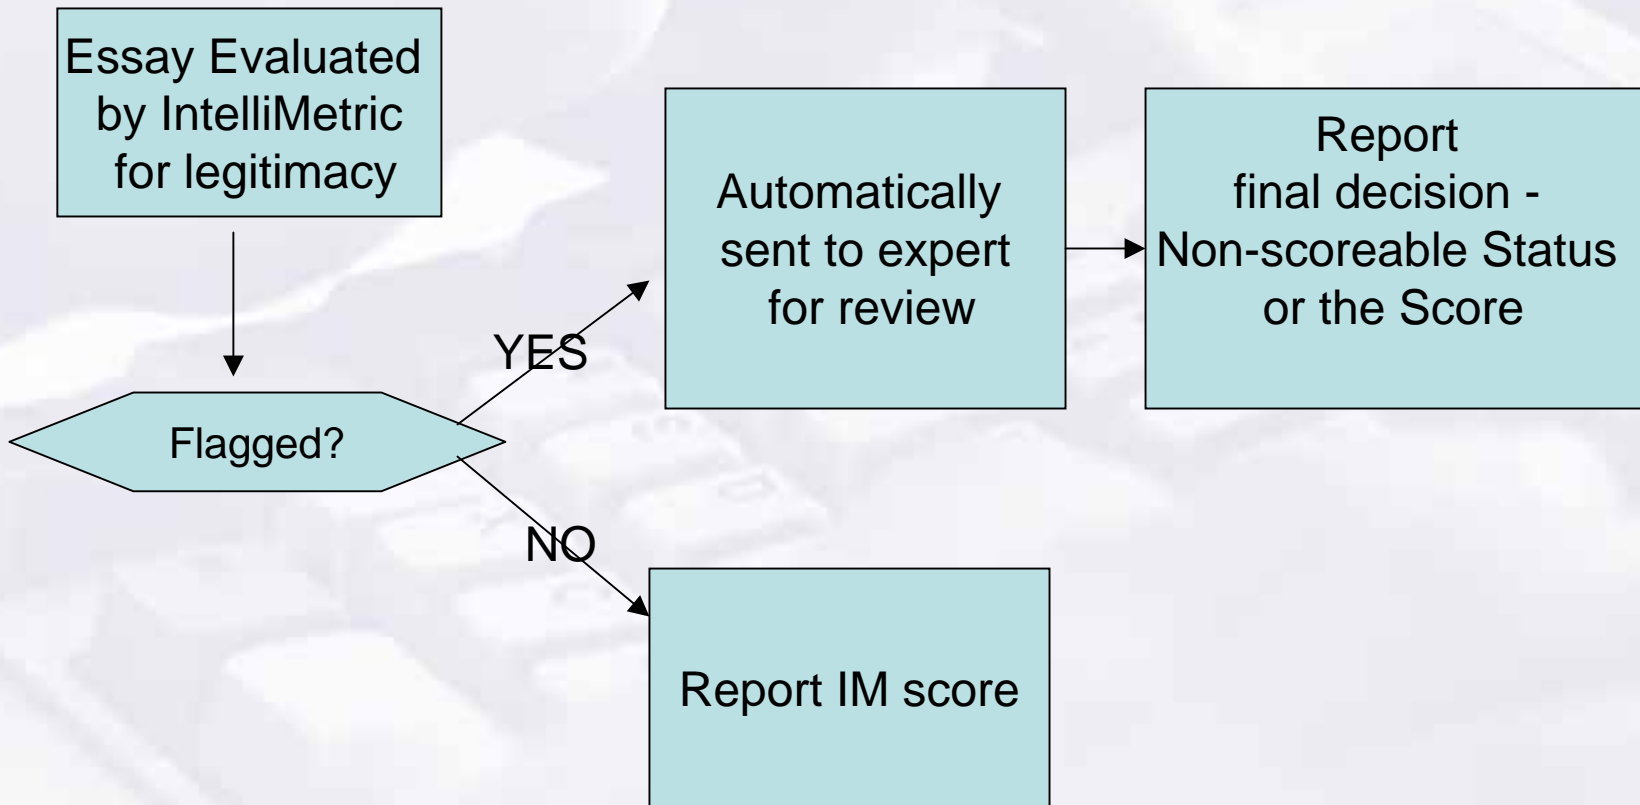 Essay Evaluated
by IntelliMetric
for legitimacy
Flagged?
YES
Automatically
sent to expert
for review
Report
final decision -
Non-scoreable Status
or the Score
NO
Report IM score